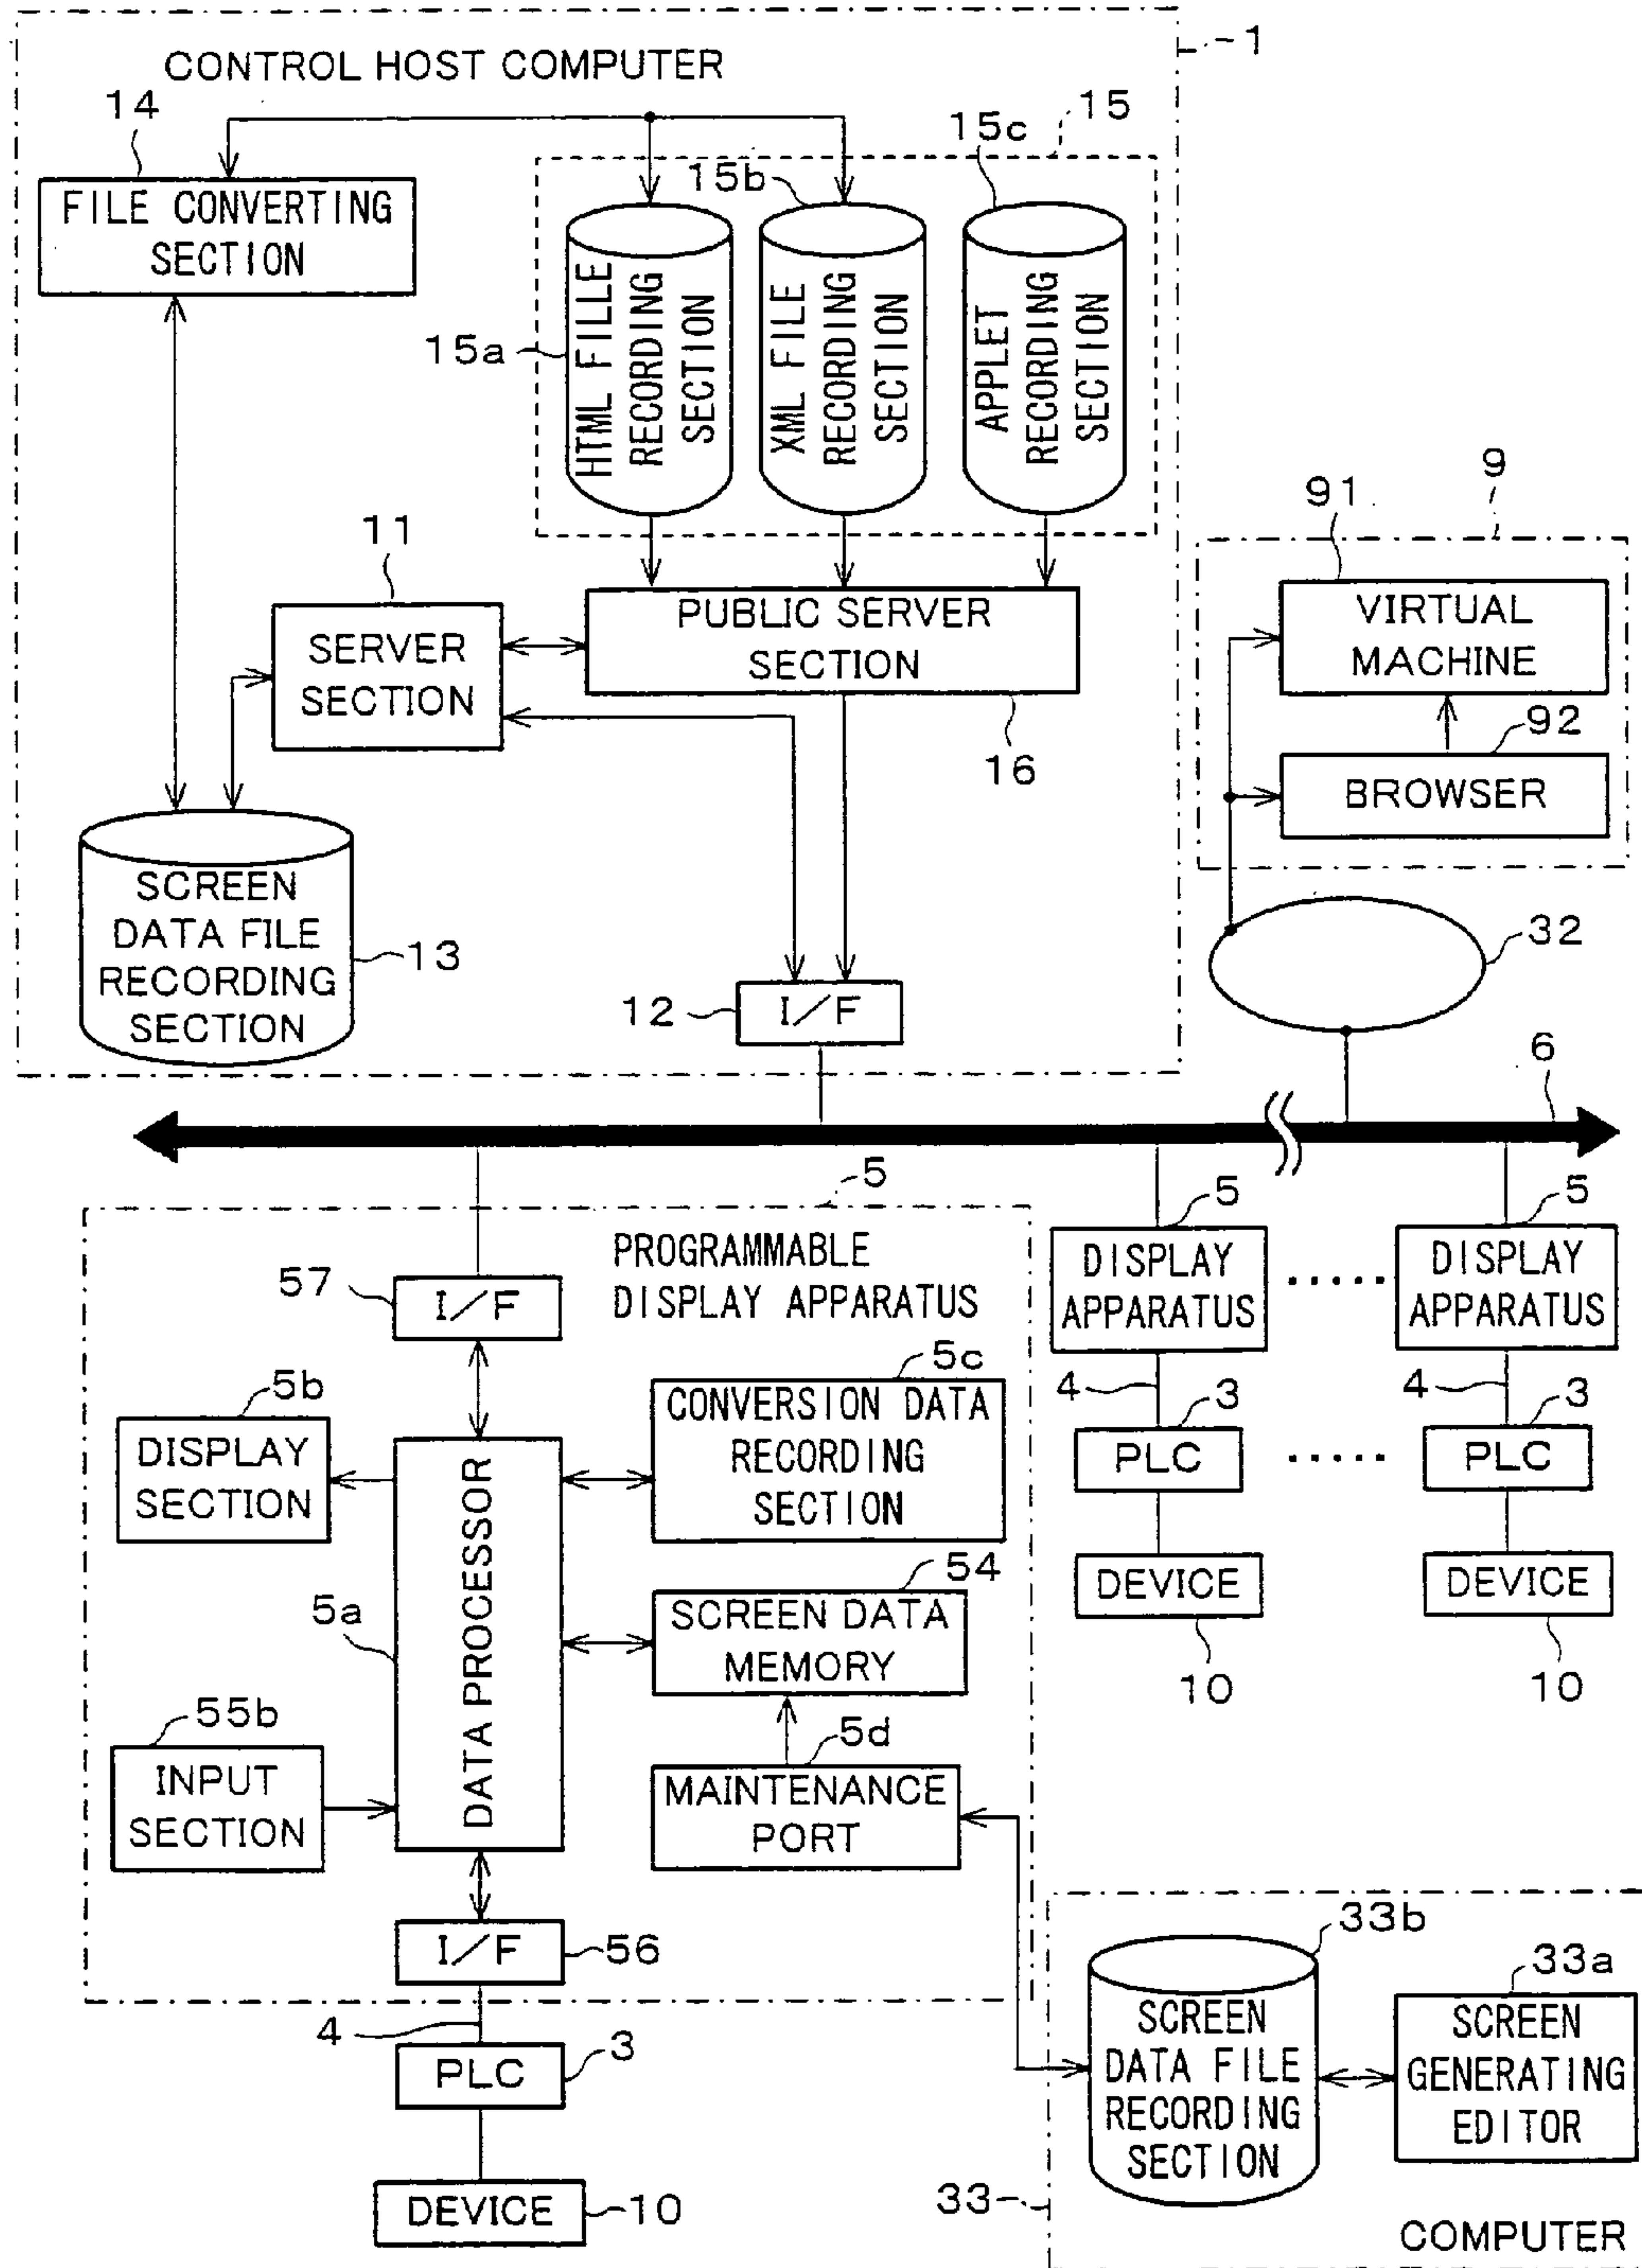 1
CONTROL HOST COMPUTER
14
15
15c
15b
FILE CONVERTING
SECTION
15a
HTML FILLE
RECORDING
SECTION
XML FILE
RECORDING
SECTION
APPLET
RECORDING
SECTION
9
91
11
VIRTUAL
MACHINE
PUBLIC SERVER
SECTION
SERVER
SECTION
16
92
BROWSER
SCREEN
DATA FILE
RECORDING
SECTION
13
32
12
I/F
6
5
PROGRAMMABLE
DISPLAY APPARATUS
57
I/F
5
DISPLAY
APPARATUS
5
DISPLAY
APPARATUS
5b
5c
4
3
4
3
DISPLAY
SECTION
CONVERSION DATA
RECORDING
SECTION
PLC
PLC
DATA PROCESSOR
54
DEVICE
DEVICE
5a
SCREEN DATA
MEMORY
10
10
55b
5d
INPUT
SECTION
MAINTENANCE
PORT
I/F
56
33b
33a
4
3
PLC
SCREEN
DATA FILE
RECORDING
SECTION
SCREEN
GENERATING
EDITOR
DEVICE
10
33
COMPUTER